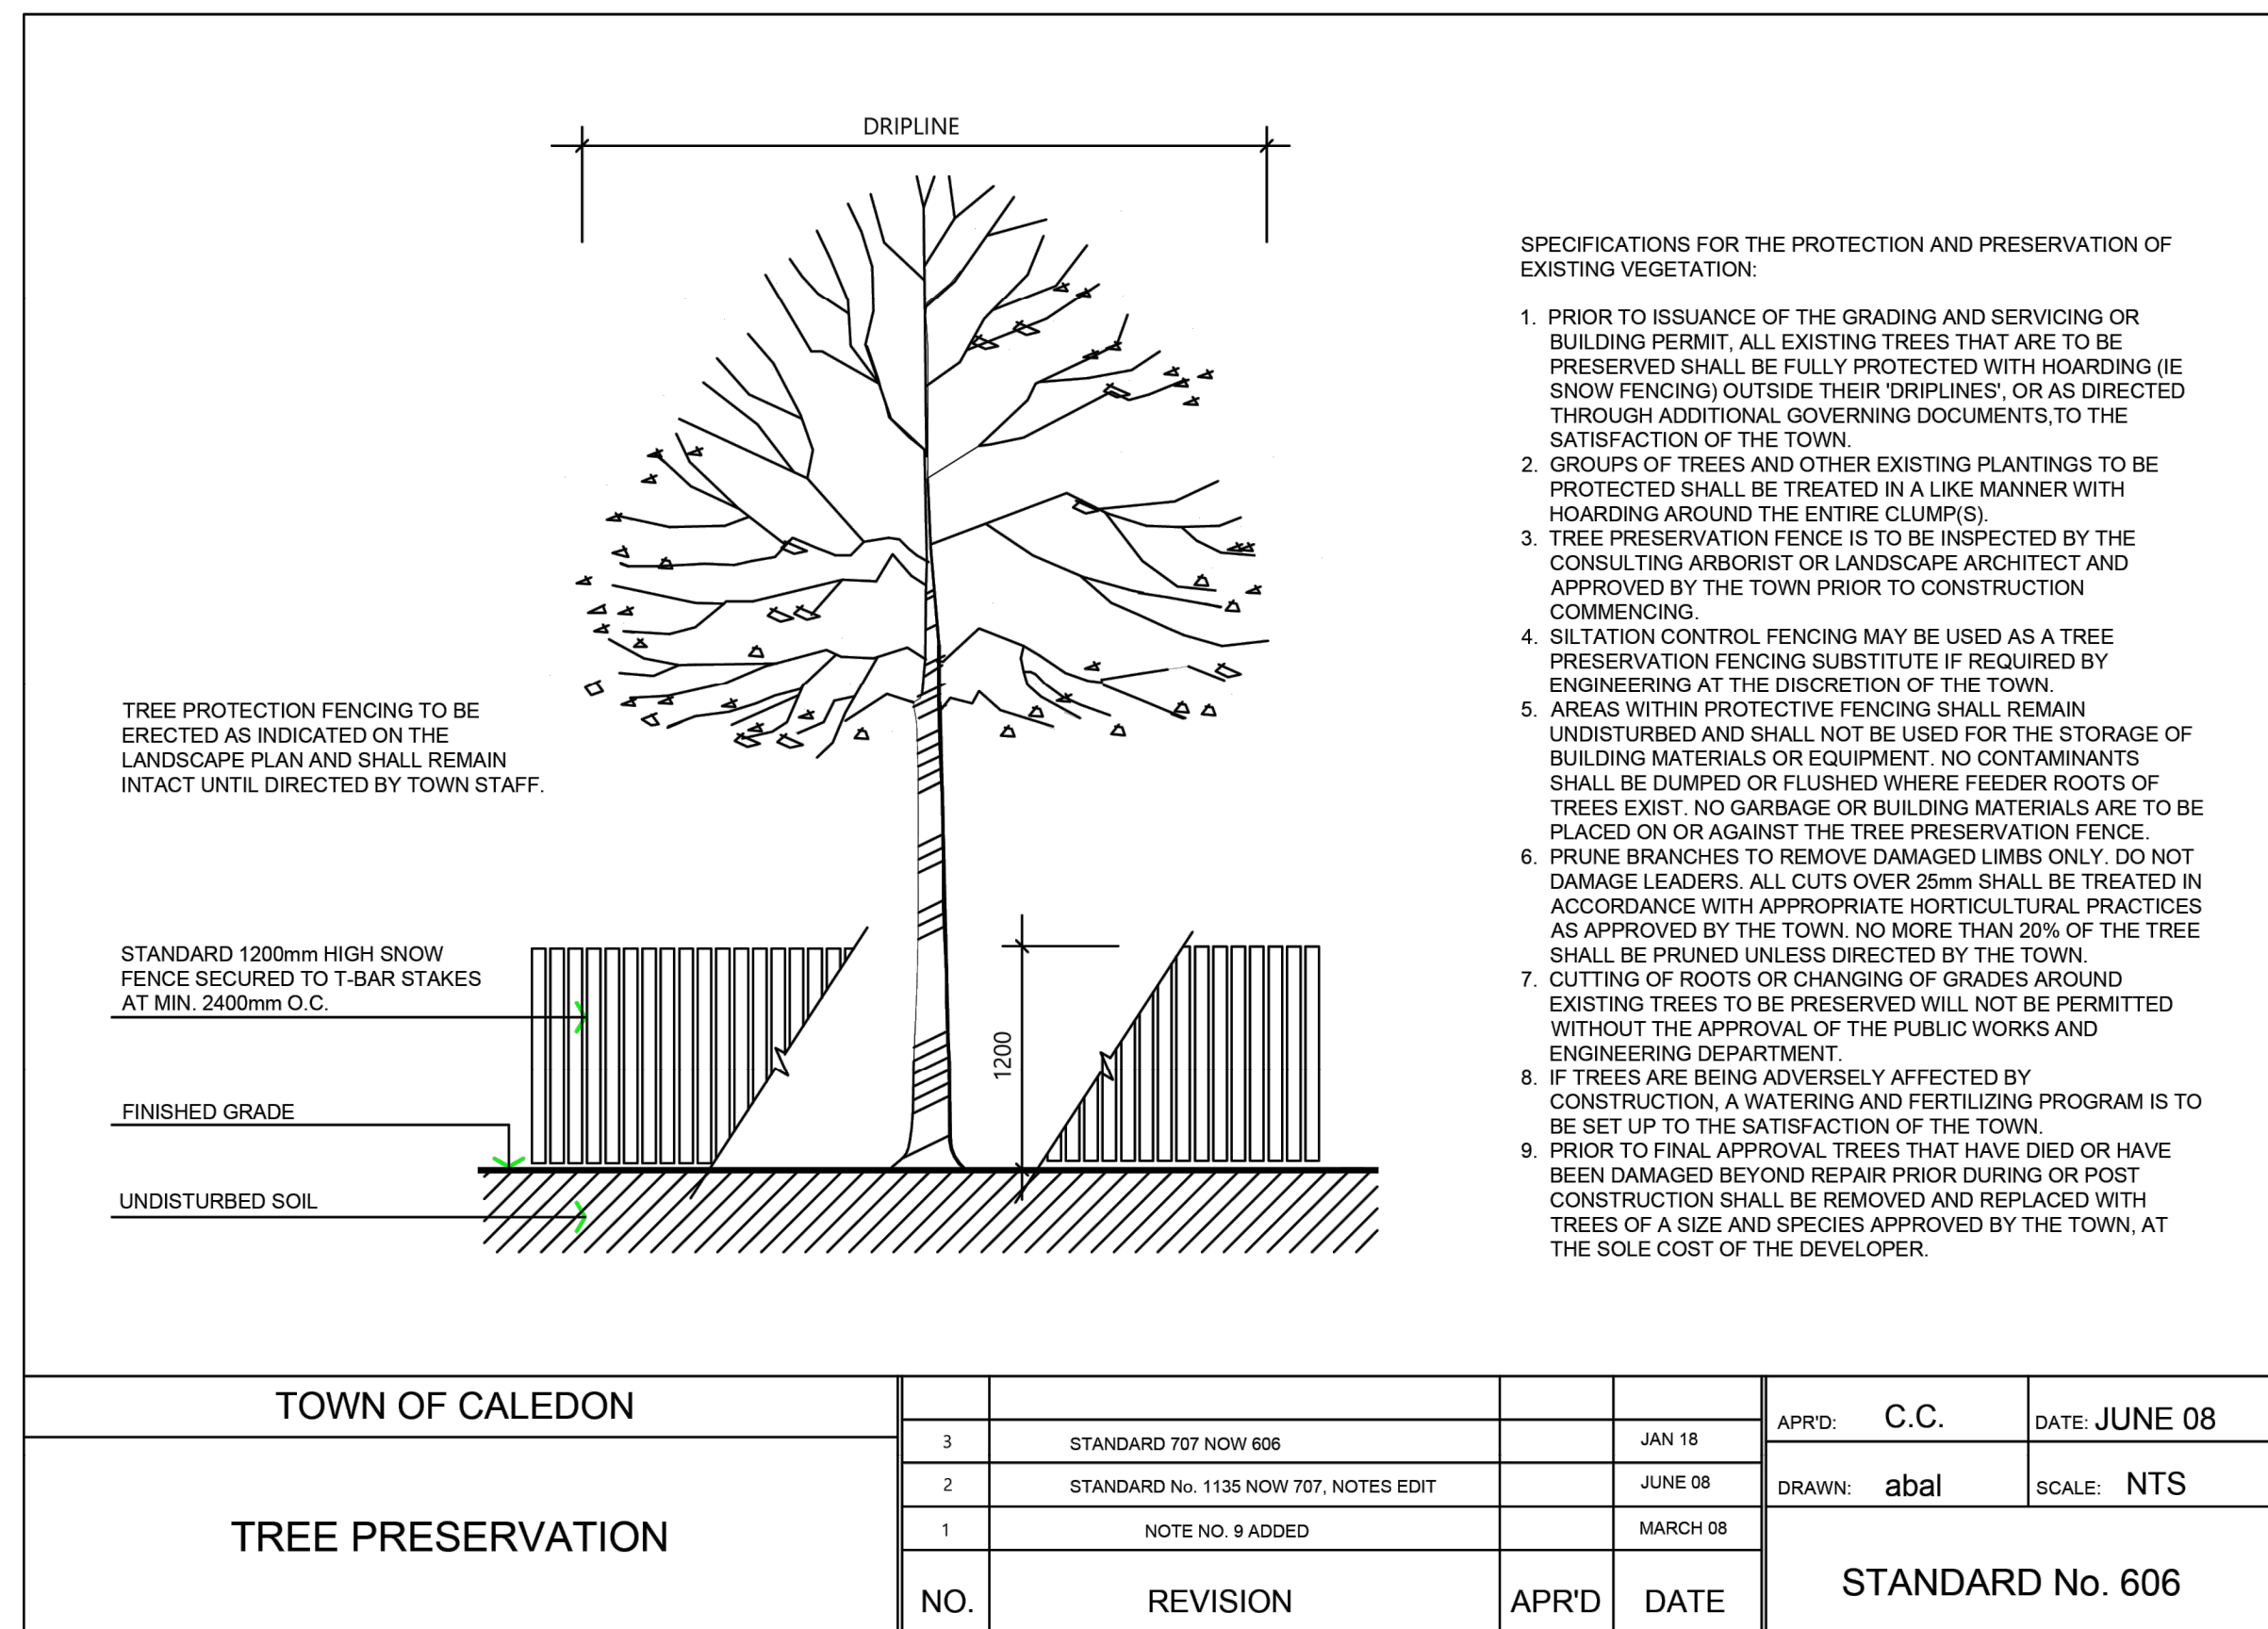 DRIPLINE
SPECIFICATIONS FOR THE PROTECTION AND PRESERVATION OF
EXISTING VEGETATION:
1. PRIOR TO ISSUANCE OF THE GRADING AND SERVICING OR
BUILDING PERMIT, ALL EXISTING TREES THAT ARE TO BE
PRESERVED SHALL BE FULLY PROTECTED WITH HOARDING (IE
SNOW FENCING) OUTSIDE THEIR 'DRIPLINES', OR AS DIRECTED
THROUGH ADDITIONAL GOVERNING DOCUMENTS,TO THE
SATISFACTION OF THE TOWN.
2. GROUPS OF TREES AND OTHER EXISTING PLANTINGS TO BE
PROTECTED SHALL BE TREATED IN A LIKE MANNER WITH
HOARDING AROUND THE ENTIRE CLUMP(S).
3. TREE PRESERVATION FENCE IS TO BE INSPECTED BY THE
CONSULTING ARBORIST OR LANDSCAPE ARCHITECT AND
APPROVED BY THE TOWN PRIOR TO CONSTRUCTION
COMMENCING.
4. SILTATION CONTROL FENCING MAY BE USED AS A TREE
PRESERVATION FENCING SUBSTITUTE IF REQUIRED BY
ENGINEERING AT THE DISCRETION OF THE TOWN.
5. AREAS WITHIN PROTECTIVE FENCING SHALL REMAIN
UNDISTURBED AND SHALL NOT BE USED FOR THE STORAGE OF
BUILDING MATERIALS OR EQUIPMENT. NO CONTAMINANTS
SHALL BE DUMPED OR FLUSHED WHERE FEEDER ROOTS OF
TREES EXIST. NO GARBAGE OR BUILDING MATERIALS ARE TO BE
PLACED ON OR AGAINST THE TREE PRESERVATION FENCE.
6. PRUNE BRANCHES TO REMOVE DAMAGED LIMBS ONLY. DO NOT
DAMAGE LEADERS. ALL CUTS OVER 25mm SHALL BE TREATED IN
ACCORDANCE WITH APPROPRIATE HORTICULTURAL PRACTICES
AS APPROVED BY THE TOWN. NO MORE THAN 20% OF THE TREE
SHALL BE PRUNED UNLESS DIRECTED BY THE TOWN.
7. CUTTING OF ROOTS OR CHANGING OF GRADES AROUND
EXISTING TREES TO BE PRESERVED WILL NOT BE PERMITTED
WITHOUT THE APPROVAL OF THE PUBLIC WORKS AND
ENGINEERING DEPARTMENT.
8. IF TREES ARE BEING ADVERSELY AFFECTED BY
CONSTRUCTION, A WATERING AND FERTILIZING PROGRAM IS TO
BE SET UP TO THE SATISFACTION OF THE TOWN.
9. PRIOR TO FINAL APPROVAL TREES THAT HAVE DIED OR HAVE
BEEN DAMAGED BEYOND REPAIR PRIOR DURING OR POST
CONSTRUCTION SHALL BE REMOVED AND REPLACED WITH
TREES OF A SIZE AND SPECIES APPROVED BY THE TOWN, AT
THE SOLE COST OF THE DEVELOPER.
TREE PROTECTION FENCING TO BE
ERECTED AS INDICATED ON THE
LANDSCAPE PLAN AND SHALL REMAIN
INTACT UNTIL DIRECTED BY TOWN STAFF.
STANDARD 1200mm HIGH SNOW
FENCE SECURED TO T-BAR STAKES
AT MIN. 2400mm O.C.
1200
FINISHED GRADE
UNDISTURBED SOIL
TOWN OF CALEDON
TREE PRESERVATION
3 STANDARD 707 NOW 606 JAN 18
2 STANDARD No. 1135 NOW 707, NOTES EDIT JUNE 08
1 NOTE NO. 9 ADDED MARCH 08
NO. REVISION APR'D DATE
APR'D: C.C. DATE: JUNE 08
DRAWN: abal SCALE: NTS
STANDARD No. 606